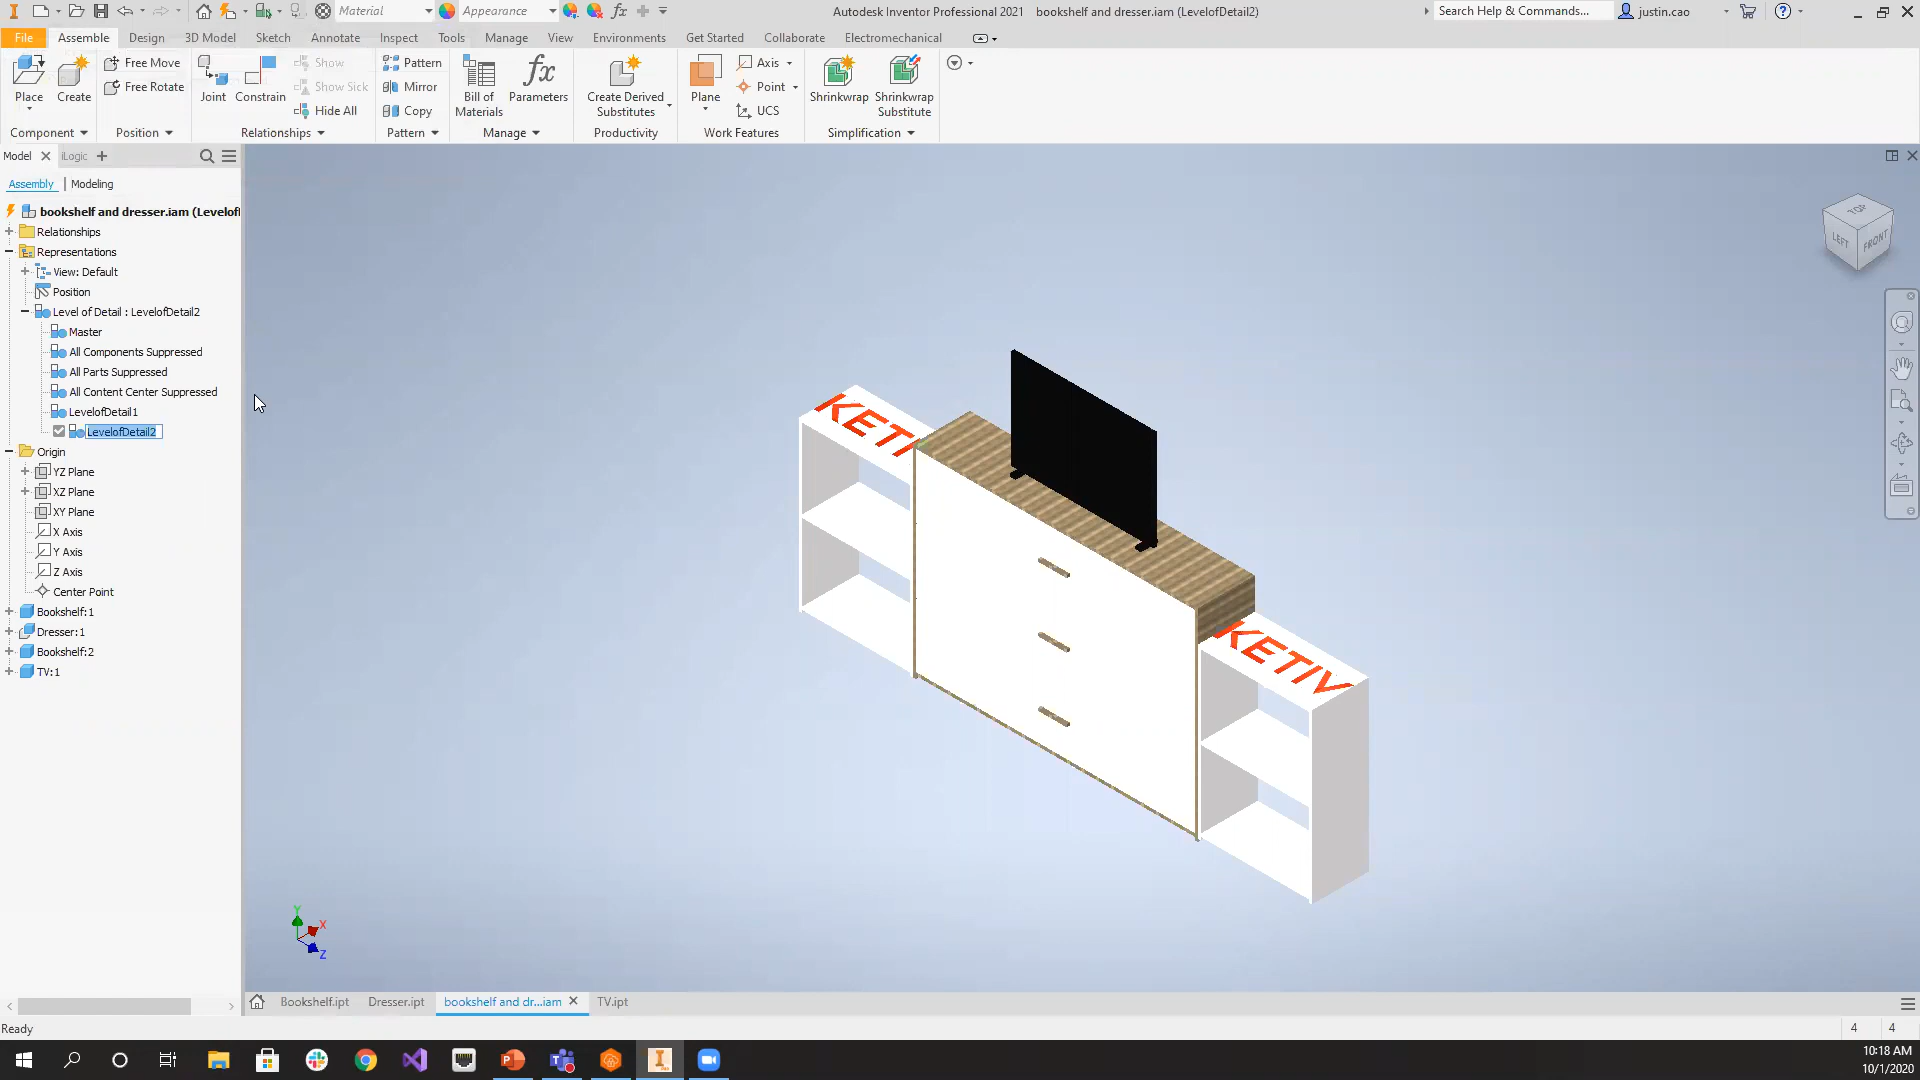 Material
Appearance
fx
Autodesk Inventor Professional 2021 bookshelf and dresser.iam (LevelofDetail2)
Search Help & Commands...
justin.cao
File Assemble Design 3D Model Sketch Annotate Inspect Tools Manage View Environments Get Started Collaborate Electromechanical
Place
Create
Free Move
Free Rotate
Joint
Constrain
Show
Show Sick
Hide All
Pattern
Mirror
Copy
Bill of
Materials
fx
Parameters
Create Derived
Substitutes
Plane
Axis
Point
UCS
Shrinkwrap
Shrinkwrap
Substitute
Component Position Relationships Pattern Manage Productivity Work Features Simplification
Model iLogic
Assembly Modeling
bookshelf and dresser.iam (Levelof
Relationships
Representations
View: Default
Position
Level of Detail : LevelofDetail2
Master
All Components Suppressed
All Parts Suppressed
All Content Center Suppressed
LevelofDetail1
LevelofDetail2
Origin
YZ Plane
XZ Plane
XY Plane
X Axis
Y Axis
Z Axis
Center Point
Bookshelf:1
Dresser:1
Bookshelf:2
TV:1
TOP
LEFT
FRONT
KETI
KETIV
Y
X
Z
Bookshelf.ipt Dresser.ipt bookshelf and dr...iam TV.ipt
Ready
4 4
10:18 AM
10/1/2020